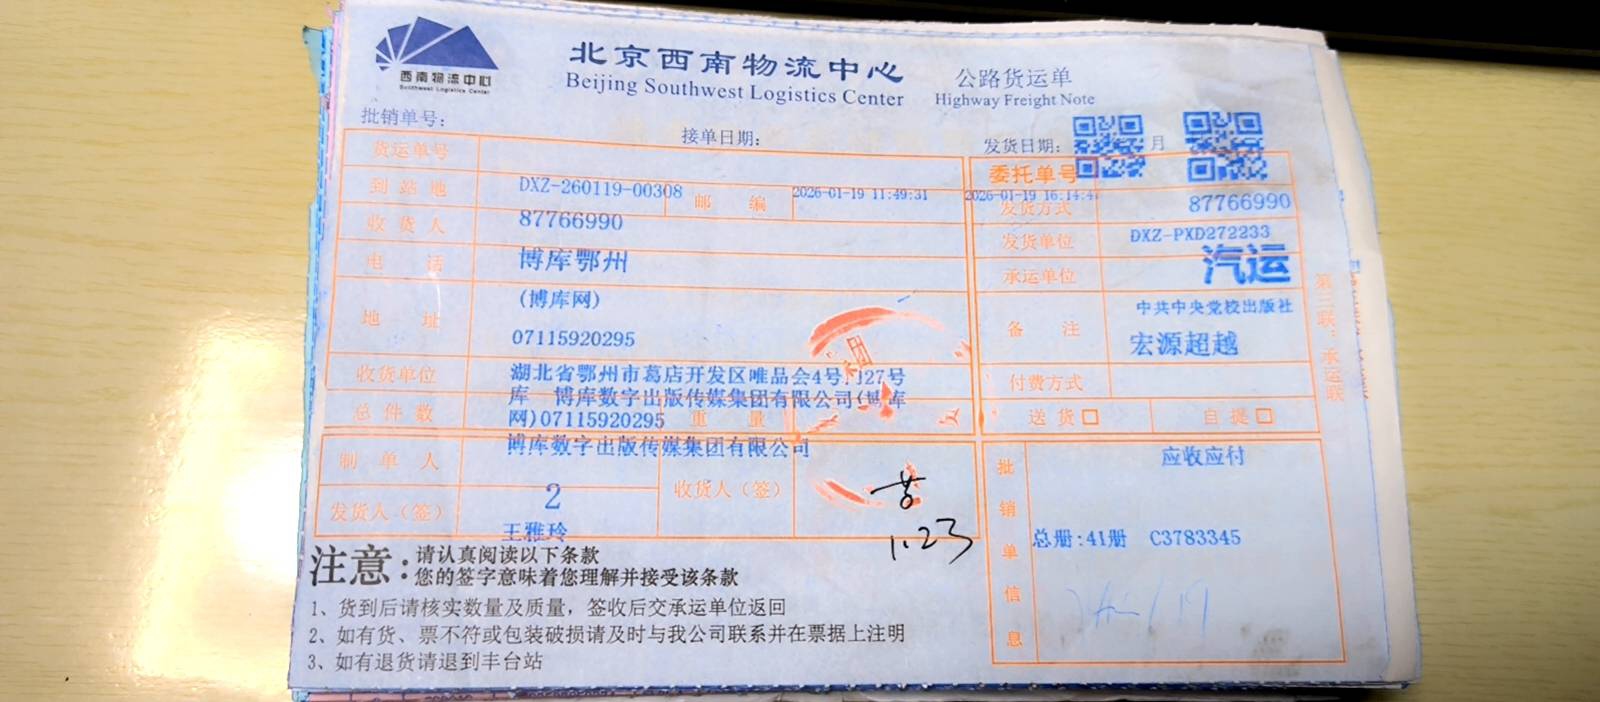 西南物流中心
Southwest Logistics Center
北京西南物流中心
Beijing Southwest Logistics Center
公路货运单
Highway Freight Note
批销单号:
接单日期:
发货日期: 月
货运单号
委托单号
到站地
DXZ-260119-00308
邮编
2026-01-19 11:49:31
2026-01-19 16:14:4
发货方式
87766990
收货人
87766990
发货单位
DXZ-PXD272233
电话
博库鄂州
承运单位
汽运
地址
(博库网)
07115920295
备注
中共中央党校出版社
宏源超越
收货单位
湖北省鄂州市葛店开发区唯品会4号门27号
库 博库数字出版传媒集团有限公司(博库
网)07115920295
付费方式
总件数
重量
送货□
自提□
博库数字出版传媒集团有限公司
制单人
2
收货人(签)
发货人(签)
王雅玲
1.23
批销单信息
应收应付
总册:41册 C3783345
第三联:承运联
注意:
请认真阅读以下条款
您的签字意味着您理解并接受该条款
1、货到后请核实数量及质量,签收后交承运单位返回
2、如有货、票不符或包装破损请及时与我公司联系并在票据上注明
3、如有退货请退到丰台站